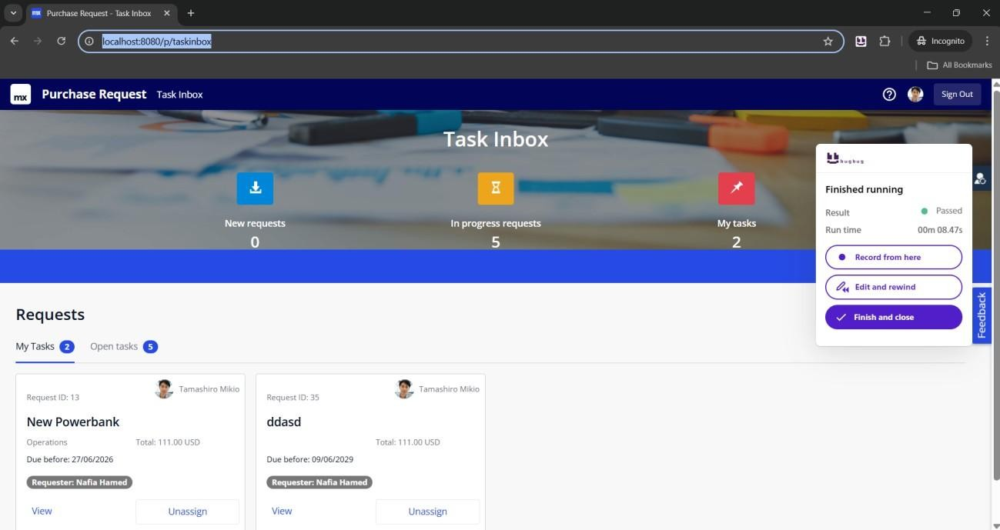 mx Purchase Request - Task Inbox
localhost:8080/p/taskinbox
Incognito
All Bookmarks
mx Purchase Request Task Inbox
Sign Out
Task Inbox
New requests
0
In progress requests
5
My tasks
2
bugbug
Finished running
Result Passed
Run time 00m 08.47s
Record from here
Edit and rewind
Finish and close
Feedback
Requests
My Tasks 2 Open tasks 5
Tamashiro Mikio
Request ID: 13
New Powerbank
Operations Total: 111.00 USD
Due before: 27/06/2026
Requester: Nafia Hamed
View Unassign
Tamashiro Mikio
Request ID: 35
ddasd
Total: 111.00 USD
Due before: 09/06/2029
Requester: Nafia Hamed
View Unassign